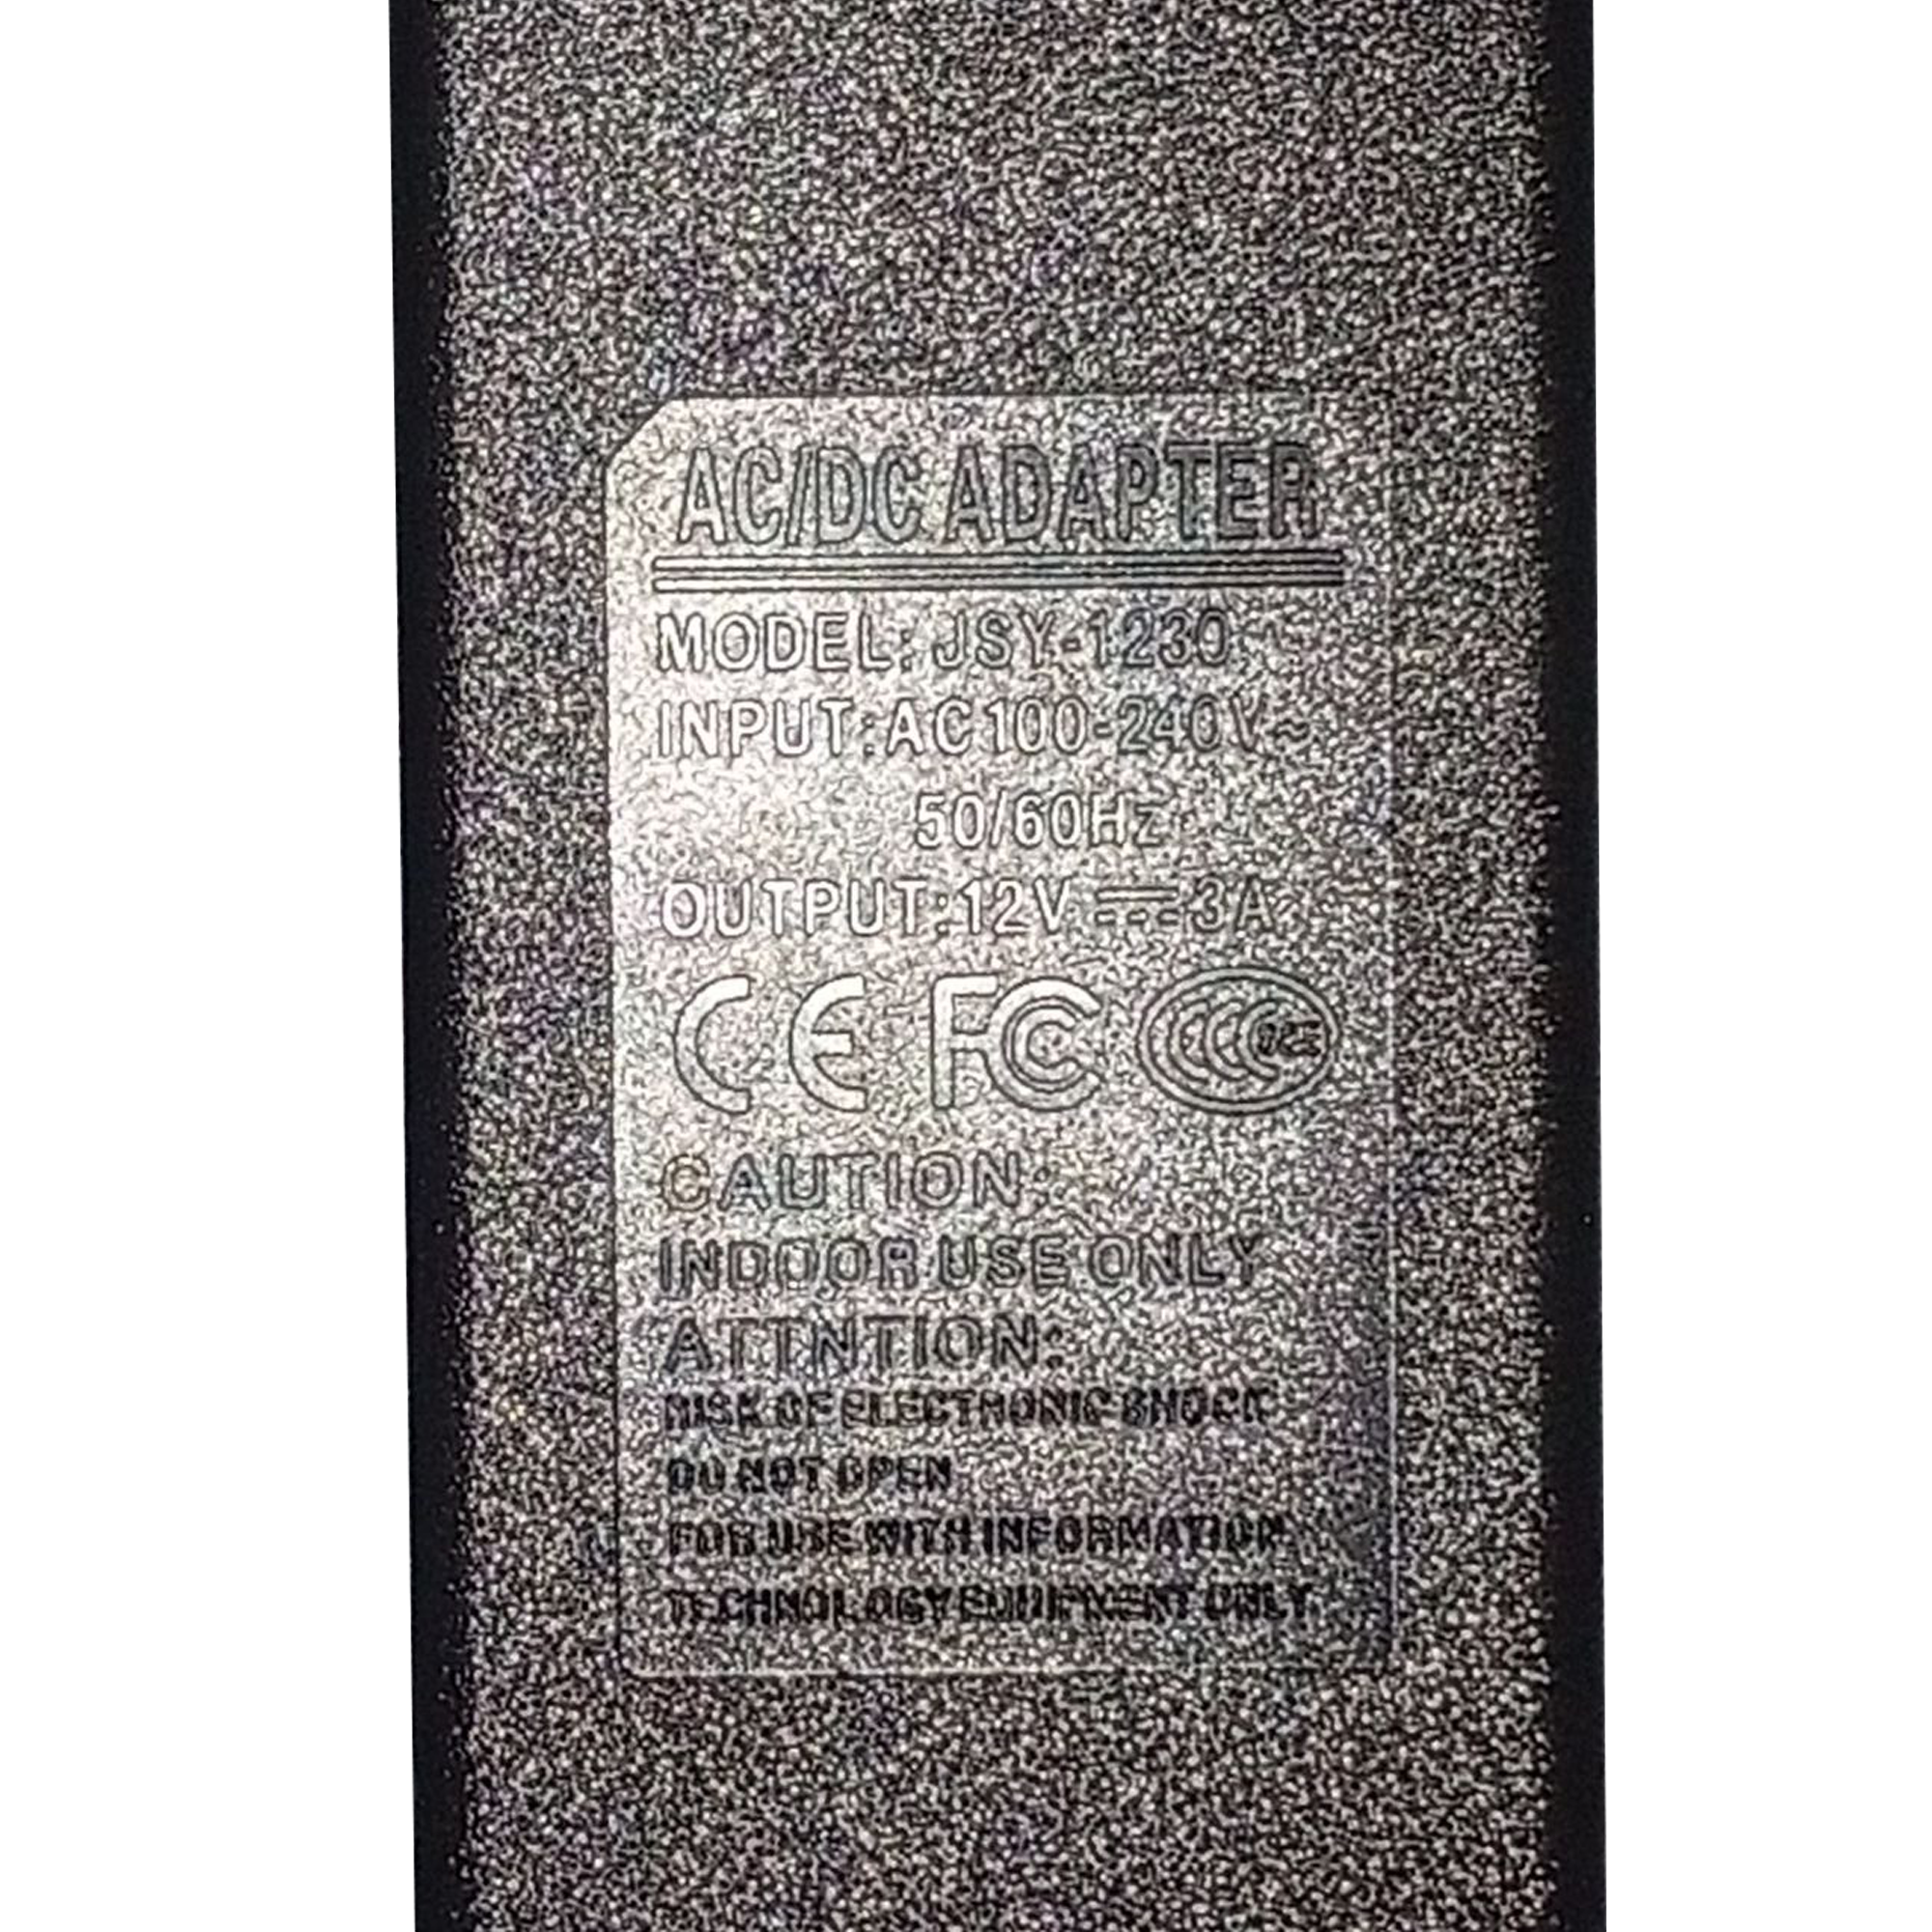 AC/DC ADAPTER
MODEL: JSY-1230
INPUT:AC100-240V~
50/60Hz
OUTPUT:12V ⎓ 3A
CE FC CCC
CAUTION:
INDOOR USE ONLY
ATTNTION:
RISK OF ELECTRONIC SHOCK
DO NOT OPEN
FOR USE WITH INFORMATION
TECHNOLOGY EQUIPMENT ONLY